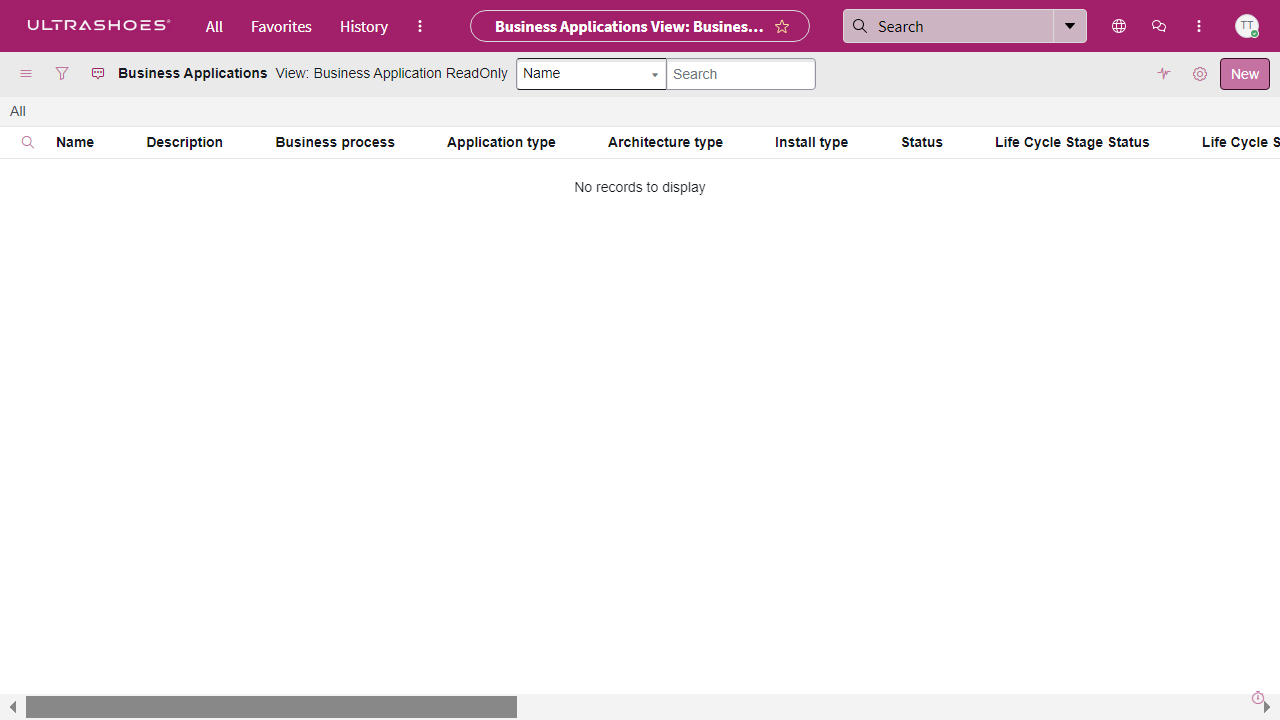 ULTRASHOES® All Favorites History Business Applications View: Busines... Search TT
Business Applications View: Business Application ReadOnly Name Search New
All
Name Description Business process Application type Architecture type Install type Status Life Cycle Stage Status Life Cycle S
No records to display